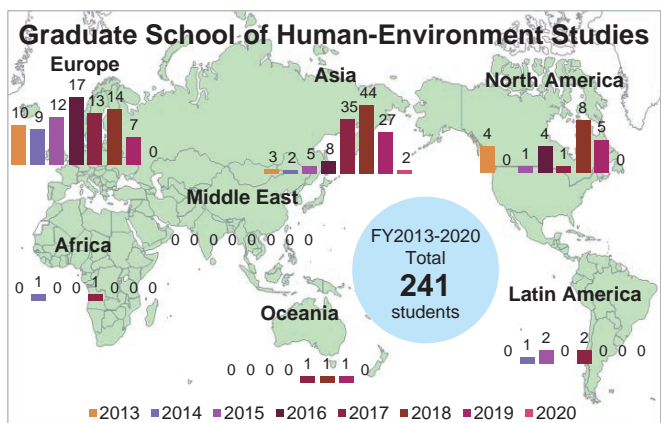 Graduate School of Human-Environment Studies
Europe
10 9 12 17 13 14 7 0
Asia
3 2 5 8 35 44 27 2
North America
4 0 1 4 1 8 5 0
Middle East
0 0 0 0 0 0 0 0
Africa
0 1 0 0 1 0 0 0
FY2013-2020
Total
241
students
Oceania
0 0 0 0 1 1 1 0
Latin America
0 1 2 0 2 0 0 0
2013 2014 2015 2016 2017 2018 2019 2020